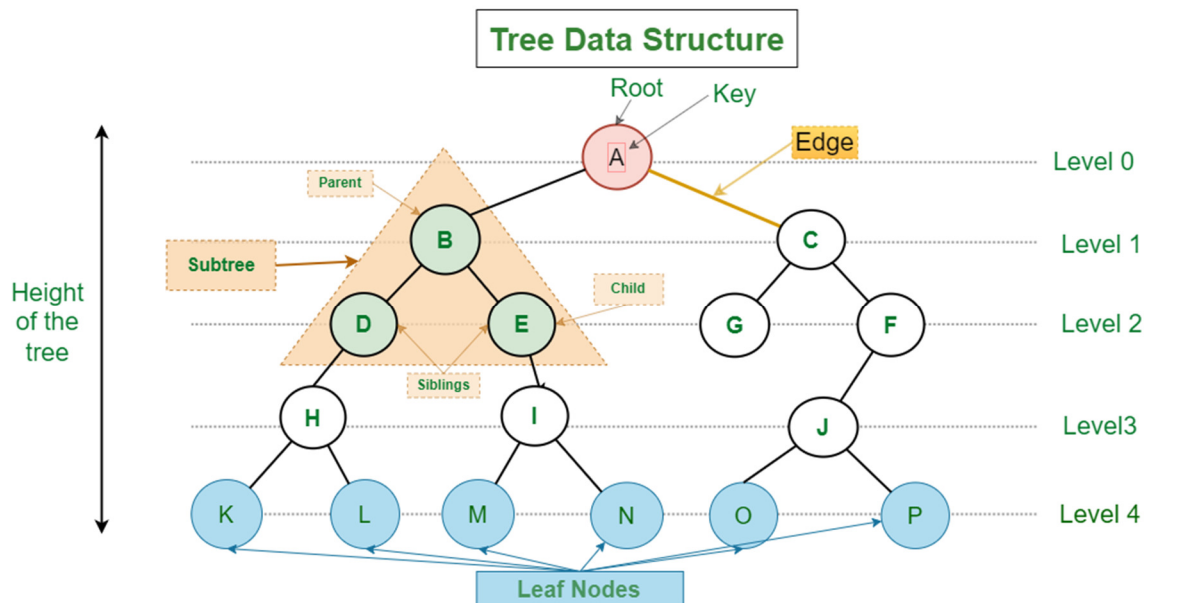 Tree Data Structure
Root
Key
A
Edge
Level 0
Parent
B
C
Level 1
Subtree
Height
of the
tree
Child
D
E
G
F
Level 2
Siblings
H
I
J
Level3
K
L
M
N
O
P
Level 4
Leaf Nodes